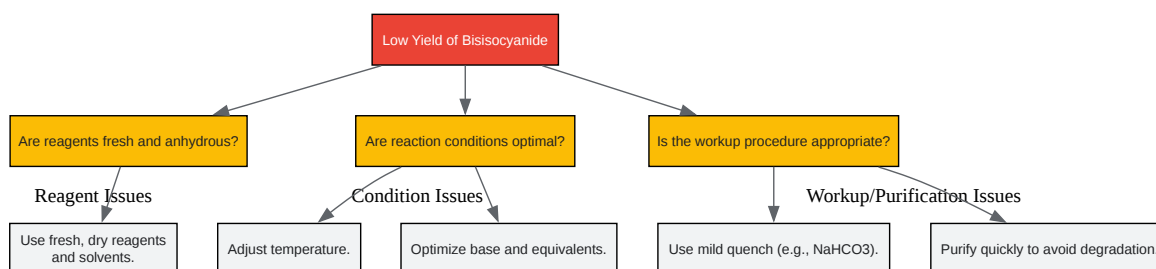 Low Yield of Bisisocyanide
Are reagents fresh and anhydrous?
Are reaction conditions optimal?
Is the workup procedure appropriate?
Reagent Issues
Condition Issues
Workup/Purification Issues
Use fresh, dry reagents
and solvents.
Adjust temperature.
Optimize base and equivalents.
Use mild quench (e.g., NaHCO3).
Purify quickly to avoid degradation.